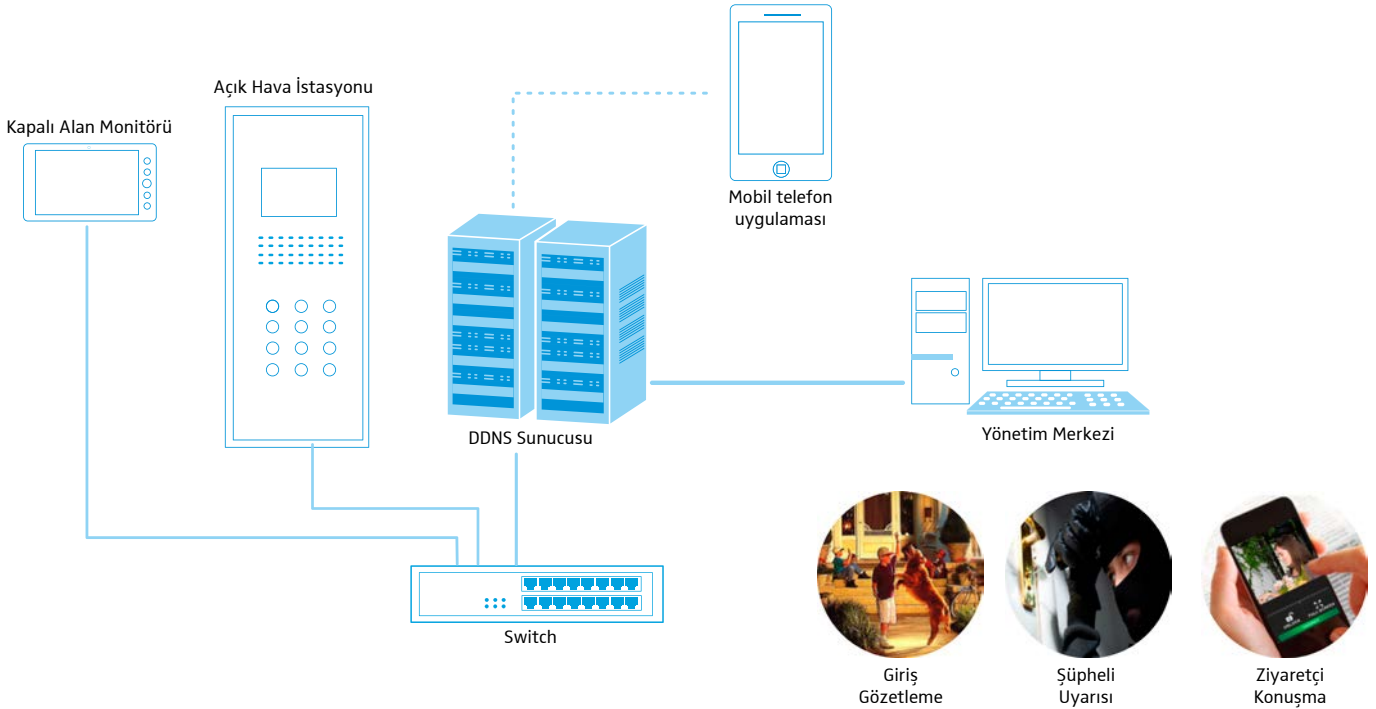 Açık Hava İstasyonu
Kapalı Alan Monitörü
Mobil telefon
uygulaması
DDNS Sunucusu
Yönetim Merkezi
Switch
Giriş
Gözetleme
Şüpheli
Uyarısı
Ziyaretçi
Konuşma